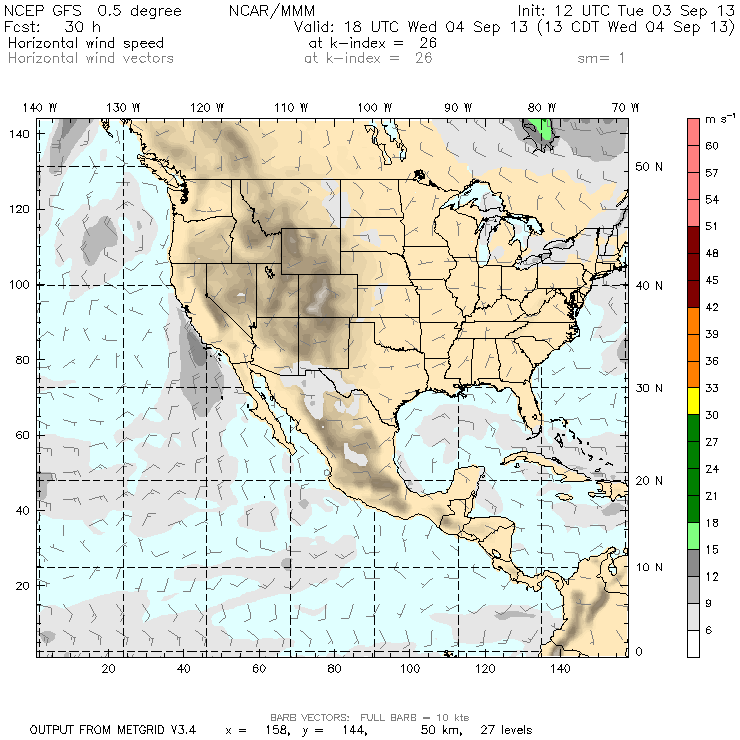 NCEP GFS 0.5 degree NCAR/MMM Init: 12 UTC Tue 03 Sep 13
Fcst: 30 h Valid: 18 UTC Wed 04 Sep 13 (13 CDT Wed 04 Sep 13)
Horizontal wind speed at k-index = 26
Horizontal wind vectors at k-index = 26 sm= 1
140 W 130 W 120 W 110 W 100 W 90 W 80 W 70 W
m s⁻¹
140
120
100
80
60
40
20
50 N
40 N
30 N
20 N
10 N
0
60
57
54
51
48
45
42
39
36
33
30
27
24
21
18
15
12
9
6
20 40 60 80 100 120 140
BARB VECTORS: FULL BARB = 10 kts
OUTPUT FROM METGRID V3.4 x = 158, y = 144, 50 km, 27 levels